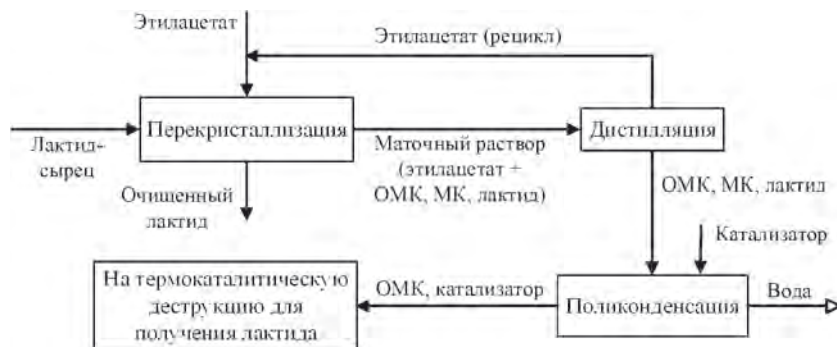 Этилацетат
Этилацетат (рецикл)
Перекристаллизация
Дистилляция
Лактид-
сырец
Маточный раствор
(этилацетат +
ОМК, МК, лактид)
Очищенный
лактид
ОМК, МК, лактид
Катализатор
На термокаталитическую
деструкцию для
получения лактида
ОМК, катализатор
Поликонденсация
Вода